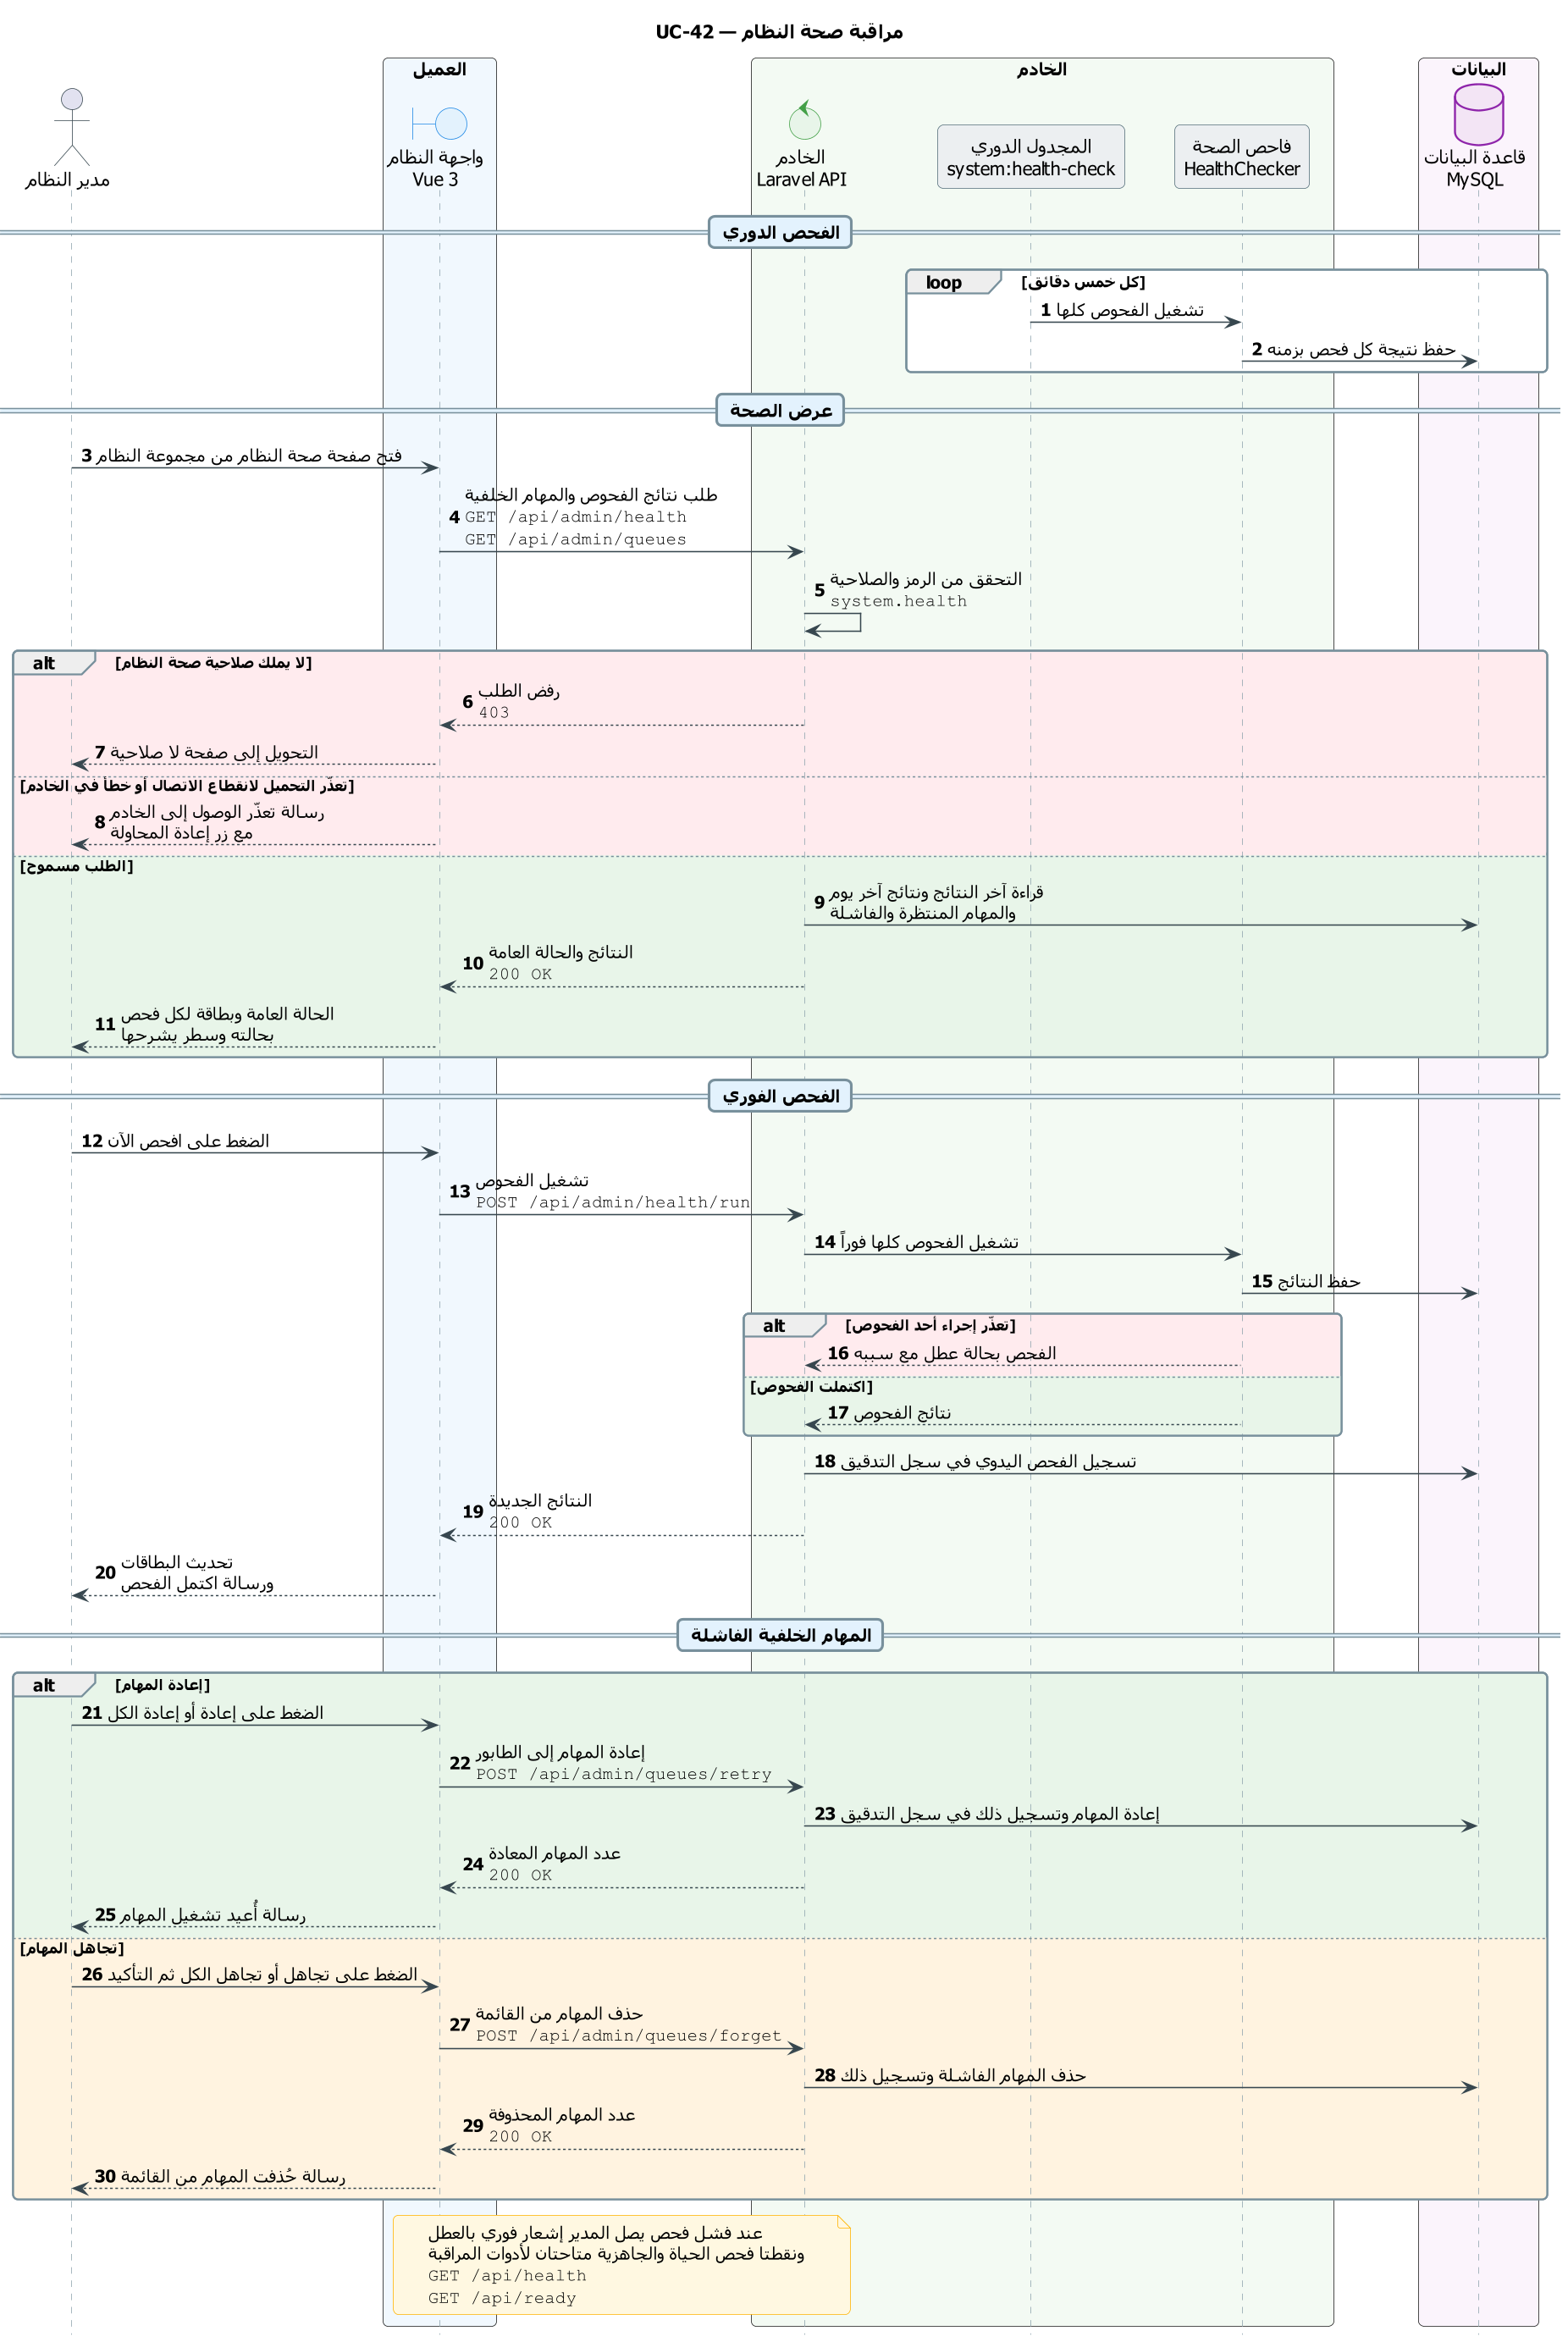 UC-42 — مراقبة صحة النظام
العميل
الخادم
البيانات
مدير النظام
واجهة النظام
Vue 3
الخادم
Laravel API
المجدول الدوري
system:health-check
فاحص الصحة
HealthChecker
قاعدة البيانات
MySQL
الفحص الدوري
loop [كل خمس دقائق]
1 تشغيل الفحوص كلها
2 حفظ نتيجة كل فحص بزمنه
عرض الصحة
3 فتح صفحة صحة النظام من مجموعة النظام
4 طلب نتائج الفحوص والمهام الخلفية
GET /api/admin/health
GET /api/admin/queues
5 التحقق من الرمز والصلاحية
system.health
alt [لا يملك صلاحية صحة النظام]
6 رفض الطلب
403
7 التحويل إلى صفحة لا صلاحية
[تعذّر التحميل لانقطاع الاتصال أو خطأ في الخادم]
8 رسالة تعذّر الوصول إلى الخادم
مع زر إعادة المحاولة
[الطلب مسموح]
9 قراءة آخر النتائج ونتائج آخر يوم
والمهام المنتظرة والفاشلة
10 النتائج والحالة العامة
200 OK
11 الحالة العامة وبطاقة لكل فحص
بحالته وسطر يشرحها
الفحص الفوري
12 الضغط على افحص الآن
13 تشغيل الفحوص
POST /api/admin/health/run
14 تشغيل الفحوص كلها فوراً
15 حفظ النتائج
alt [تعذّر إجراء أحد الفحوص]
16 الفحص بحالة عطل مع سببه
[اكتملت الفحوص]
17 نتائج الفحوص
18 تسجيل الفحص اليدوي في سجل التدقيق
19 النتائج الجديدة
200 OK
20 تحديث البطاقات
ورسالة اكتمل الفحص
المهام الخلفية الفاشلة
alt [إعادة المهام]
21 الضغط على إعادة أو إعادة الكل
22 إعادة المهام إلى الطابور
POST /api/admin/queues/retry
23 إعادة المهام وتسجيل ذلك في سجل التدقيق
24 عدد المهام المعادة
200 OK
25 رسالة أُعيد تشغيل المهام
[تجاهل المهام]
26 الضغط على تجاهل أو تجاهل الكل ثم التأكيد
27 حذف المهام من القائمة
POST /api/admin/queues/forget
28 حذف المهام الفاشلة وتسجيل ذلك
29 عدد المهام المحذوفة
200 OK
30 رسالة حُذفت المهام من القائمة
عند فشل فحص يصل المدير إشعار فوري بالعطل
ونقطتا فحص الحياة والجاهزية متاحتان لأدوات المراقبة
GET /api/health
GET /api/ready